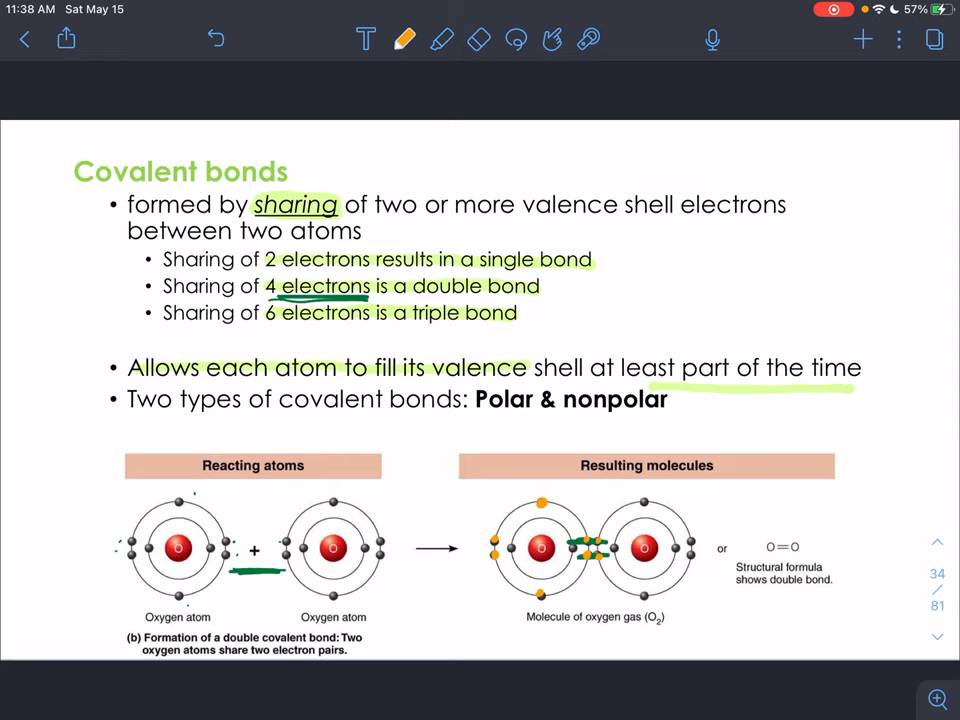 11:38 AM Sat May 15
57%
T
Covalent bonds
• formed by sharing of two or more valence shell electrons
between two atoms
• Sharing of 2 electrons results in a single bond
• Sharing of 4 electrons is a double bond
• Sharing of 6 electrons is a triple bond
• Allows each atom to fill its valence shell at least part of the time
• Two types of covalent bonds: Polar & nonpolar
Reacting atoms
Resulting molecules
O
+
O
O
O
or
O=O
Structural formula
shows double bond.
Oxygen atom
Oxygen atom
Molecule of oxygen gas (O₂)
(b) Formation of a double covalent bond: Two
oxygen atoms share two electron pairs.
34
/
81